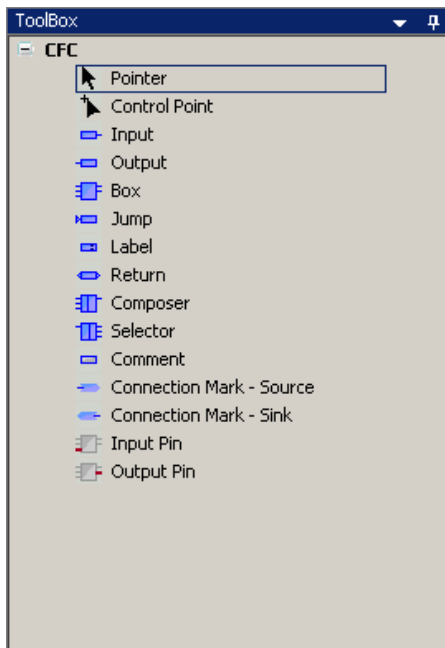 ToolBox
CFC
Pointer
Control Point
Input
Output
Box
Jump
Label
Return
Composer
Selector
Comment
Connection Mark - Source
Connection Mark - Sink
Input Pin
Output Pin